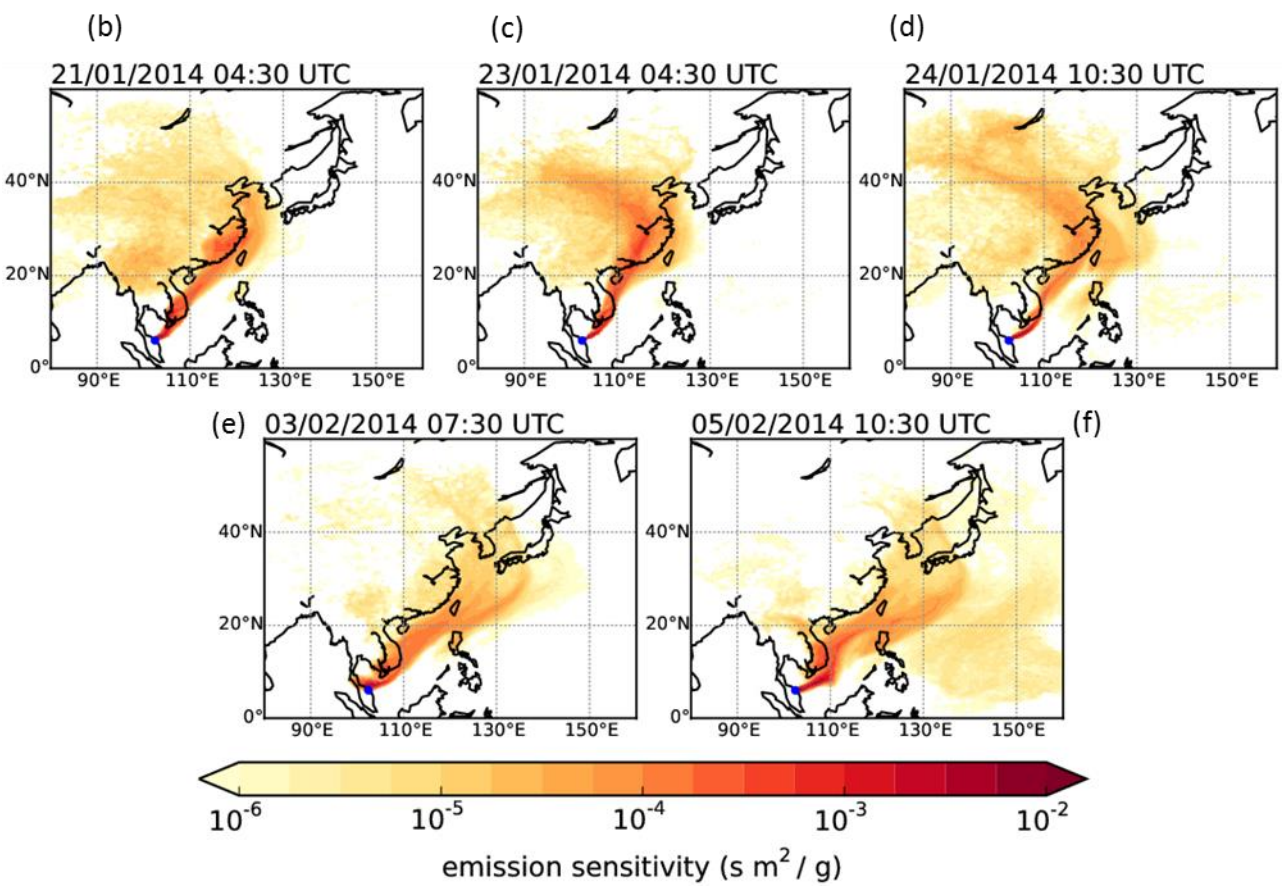 (b)
21/01/2014 04:30 UTC
40°N
20°N
0°
90°E 110°E 130°E 150°E
(c)
23/01/2014 04:30 UTC
40°N
20°N
0°
90°E 110°E 130°E 150°E
(d)
24/01/2014 10:30 UTC
40°N
20°N
0°
90°E 110°E 130°E 150°E
(e)
03/02/2014 07:30 UTC
40°N
20°N
0°
90°E 110°E 130°E 150°E
(f)
05/02/2014 10:30 UTC
40°N
20°N
0°
90°E 110°E 130°E 150°E
10⁻⁶ 10⁻⁵ 10⁻⁴ 10⁻³ 10⁻²
emission sensitivity (s m² / g)